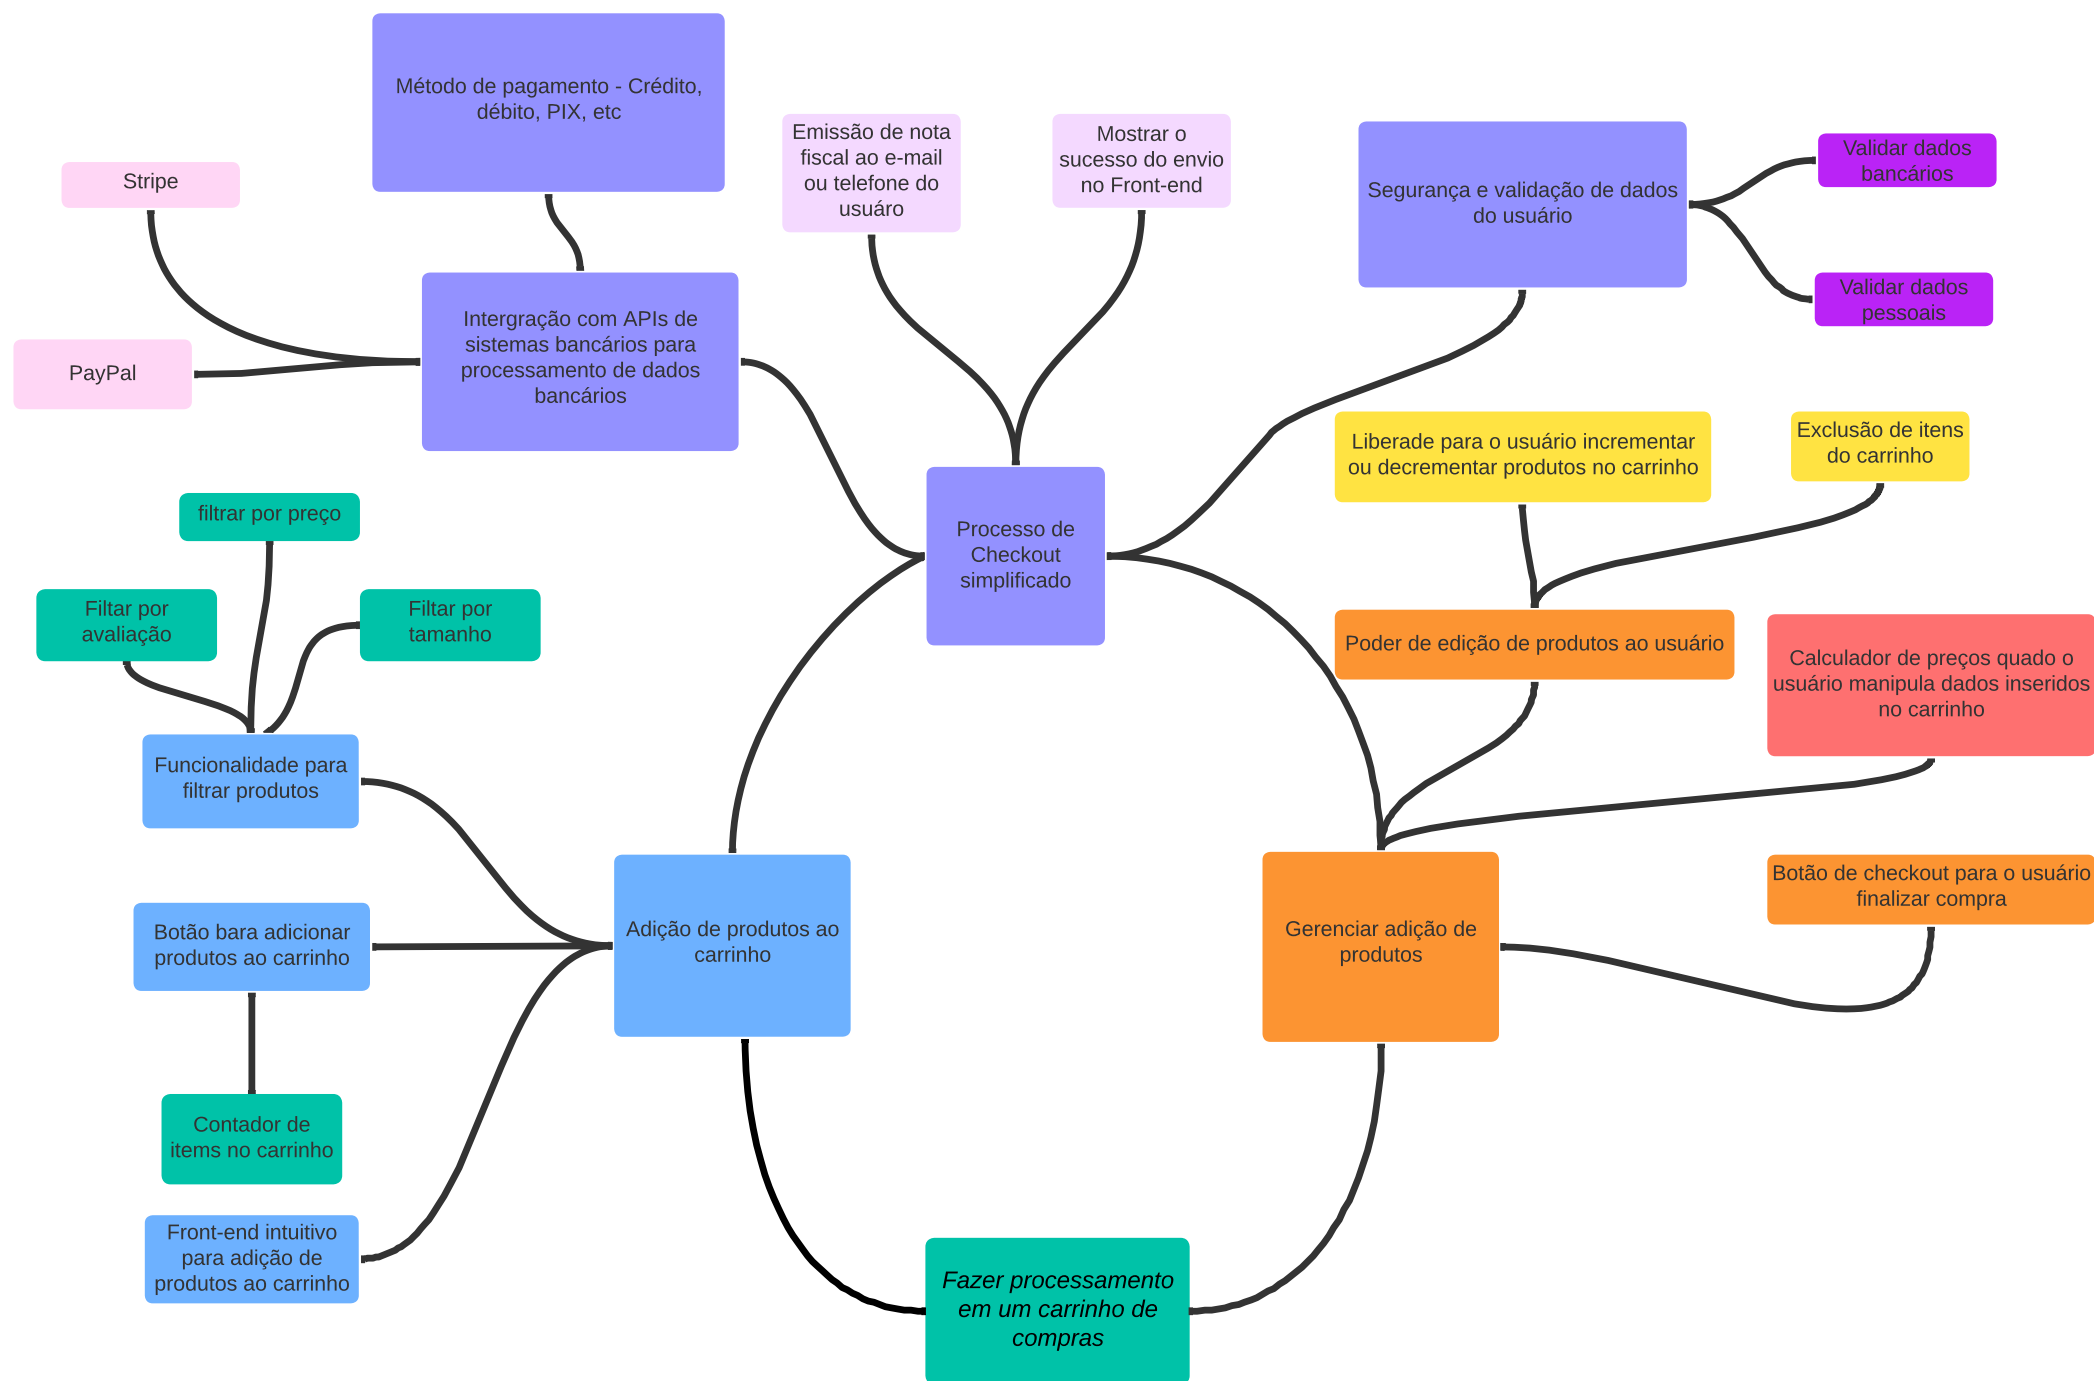 Método de pagamento - Crédito,
débito, PIX, etc
Emissão de nota
fiscal ao e-mail
ou telefone do
usuáro
Mostrar o
sucesso do envio
no Front-end
Segurança e validação de dados
do usuário
Validar dados
bancários
Validar dados
pessoais
Stripe
PayPal
Intergração com APIs de
sistemas bancários para
processamento de dados
bancários
Liberade para o usuário incrementar
ou decrementar produtos no carrinho
Exclusão de itens
do carrinho
Processo de
Checkout
simplificado
filtrar por preço
Filtar por
avaliação
Filtar por
tamanho
Poder de edição de produtos ao usuário
Calculador de preços quado o
usuário manipula dados inseridos
no carrinho
Funcionalidade para
filtrar produtos
Botão bara adicionar
produtos ao carrinho
Adição de produtos ao
carrinho
Gerenciar adição de
produtos
Botão de checkout para o usuário
finalizar compra
Contador de
items no carrinho
Front-end intuitivo
para adição de
produtos ao carrinho
Fazer processamento
em um carrinho de
compras